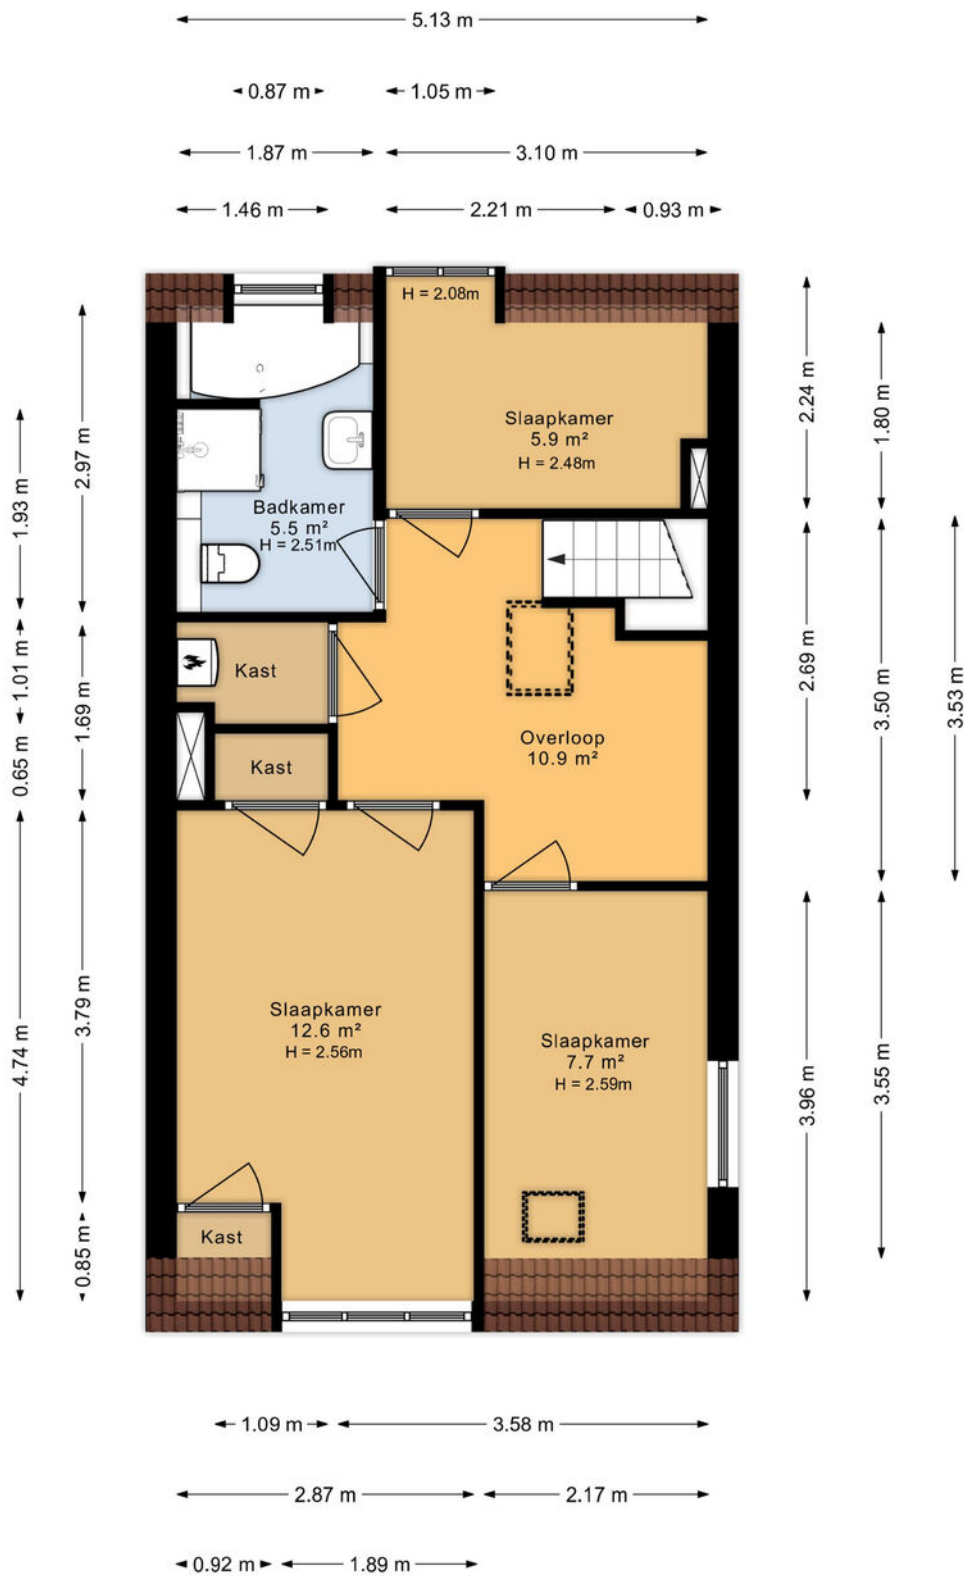 5.13 m
0.87 m
1.05 m
1.87 m
3.10 m
1.46 m
2.21 m
0.93 m
H = 2.08m
Slaapkamer
5.9 m²
H = 2.48m
Badkamer
5.5 m²
H = 2.51m
Kast
Kast
Overloop
10.9 m²
Slaapkamer
12.6 m²
H = 2.56m
Slaapkamer
7.7 m²
H = 2.59m
Kast
1.93 m
1.01 m
0.65 m
4.74 m
2.97 m
1.69 m
3.79 m
0.85 m
2.24 m
2.69 m
3.96 m
1.80 m
3.50 m
3.55 m
3.53 m
1.09 m
3.58 m
2.87 m
2.17 m
0.92 m
1.89 m